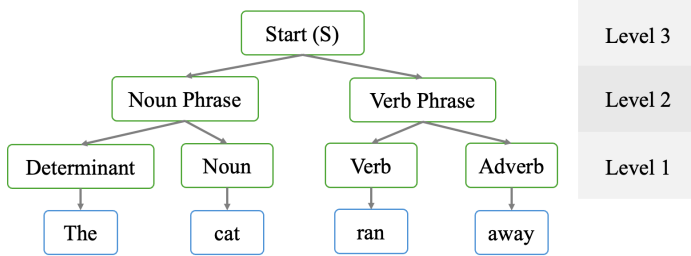 Start (S)
Level 3
Noun Phrase
Verb Phrase
Level 2
Determinant
Noun
Verb
Adverb
Level 1
The
cat
ran
away